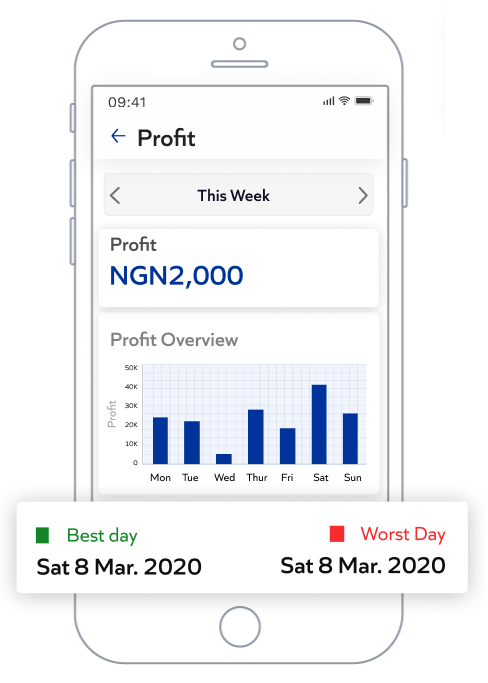 09:41
Profit
This Week
Profit
NGN2,000
Profit Overview
Profit
50K
40K
30K
20K
10K
0
Mon Tue Wed Thur Fri Sat Sun
Best day Worst Day
Sat 8 Mar. 2020 Sat 8 Mar. 2020